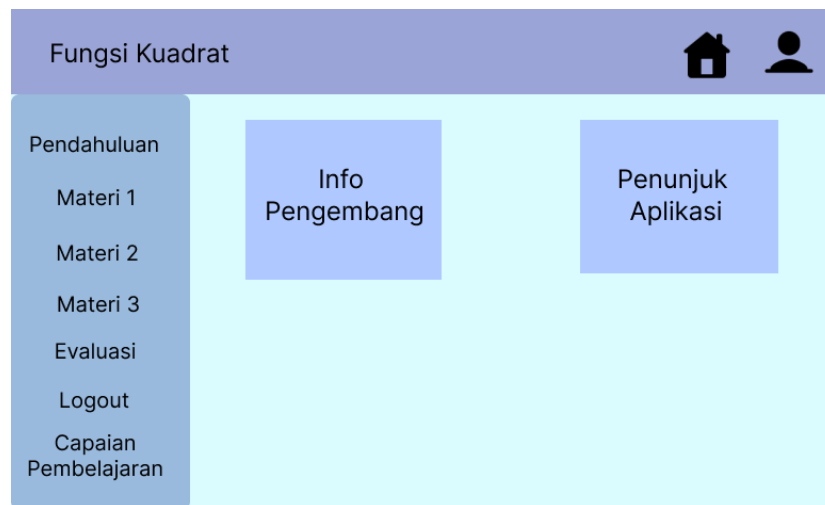 Fungsi Kuadrat
Pendahuluan
Materi 1
Materi 2
Materi 3
Evaluasi
Logout
Capaian
Pembelajaran
Info
Pengembang
Penunjuk
Aplikasi